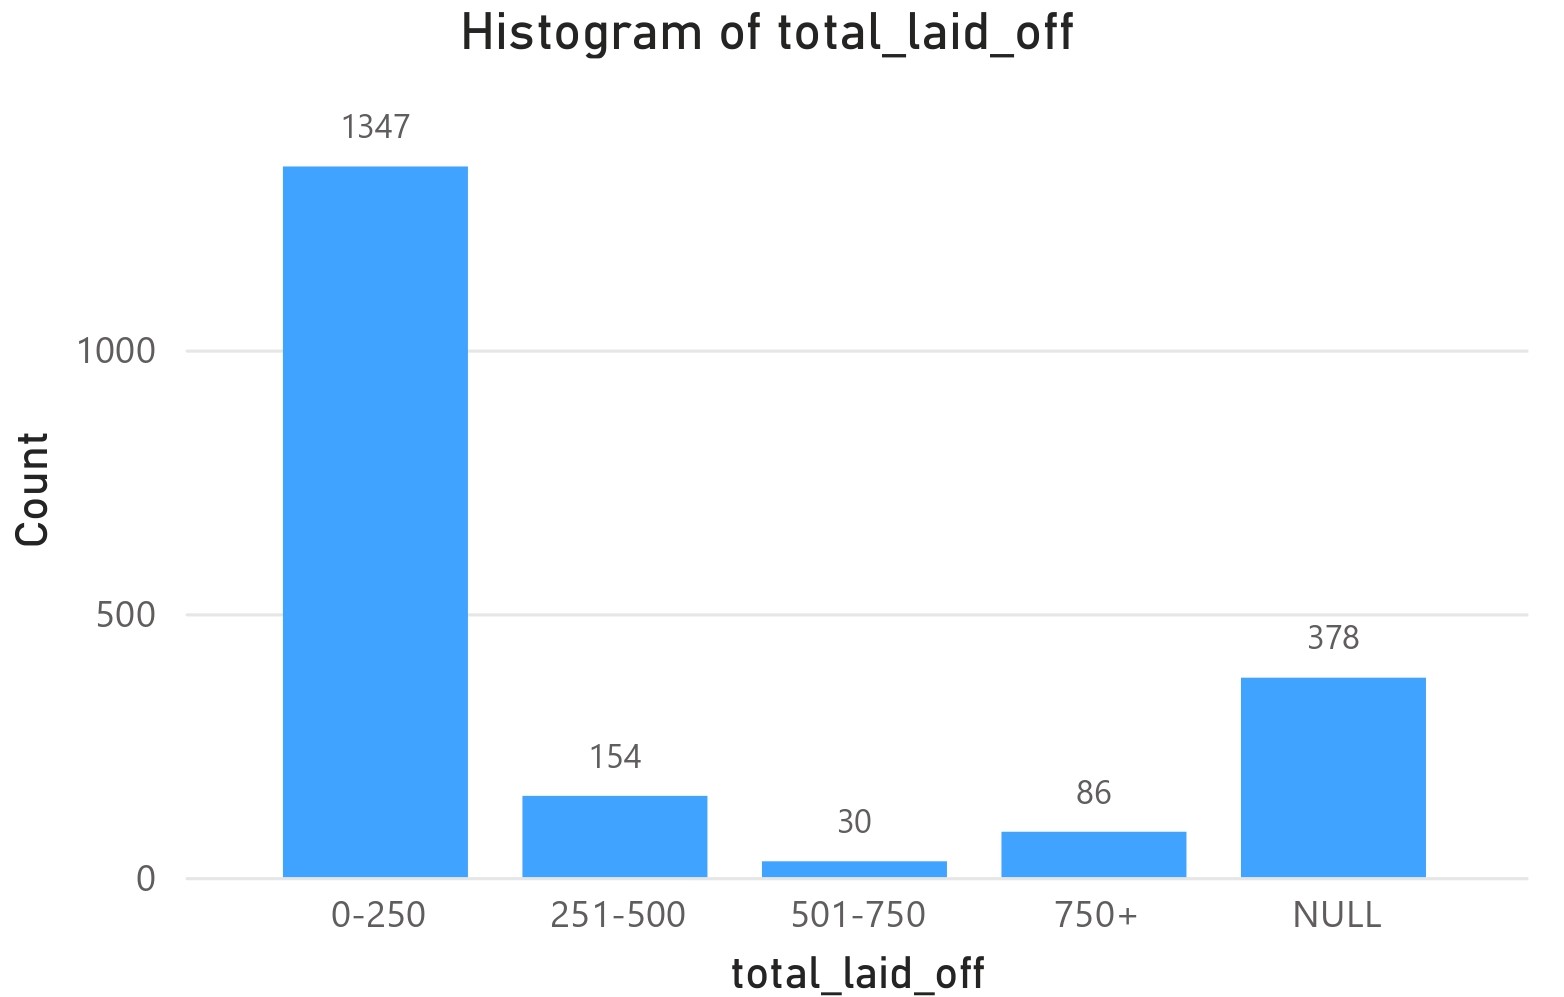 Histogram of total_laid_off
1347
1000
Count
500
378
154
86
30
0
0-250 251-500 501-750 750+ NULL
total_laid_off